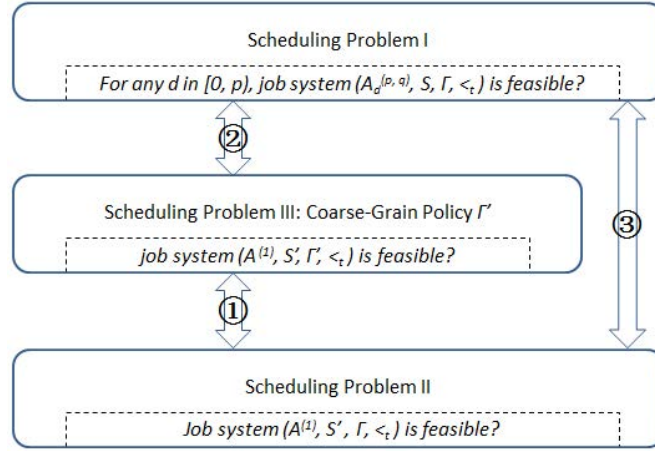 Scheduling Problem I
For any d in [0, p), job system (A_d^(p, q), S, Γ, <_t) is feasible?
②
Scheduling Problem III: Coarse-Grain Policy Γ'
③
job system (A^(1), S', Γ', <_t) is feasible?
①
Scheduling Problem II
Job system (A^(1), S' , Γ, <_t) is feasible?